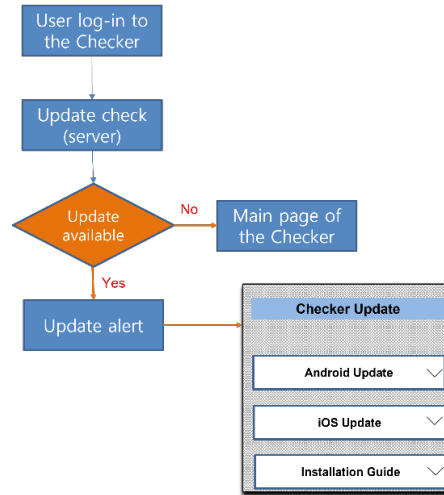 User log-in to
the Checker
Update check
(server)
Update
available
No
Main page of
the Checker
Yes
Update alert
Checker Update
Android Update
iOS Update
Installation Guide